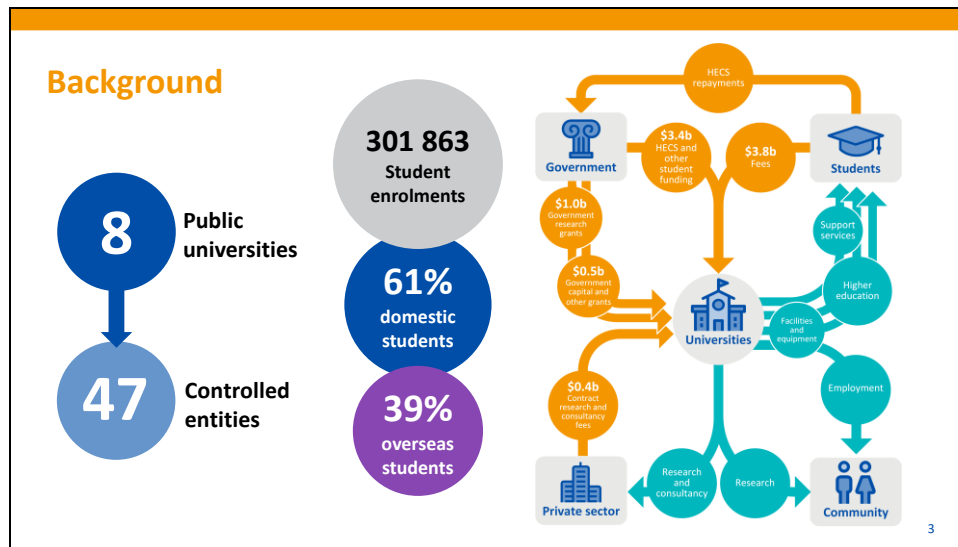 Background
8
Public
universities
47
Controlled
entities
301 863
Student
enrolments
61%
domestic
students
39%
overseas
students
HECS
repayments
Government
$3.4b
HECS and
other
student
funding
$3.8b
Fees
Students
$1.0b
Government
research
grants
$0.5b
Government
capital and
other grants
Support
services
Higher
education
Universities
Facilities
and
equipment
$0.4b
Contract
research and
consultancy
fees
Employment
Private sector
Research
and
consultancy
Research
Community
3